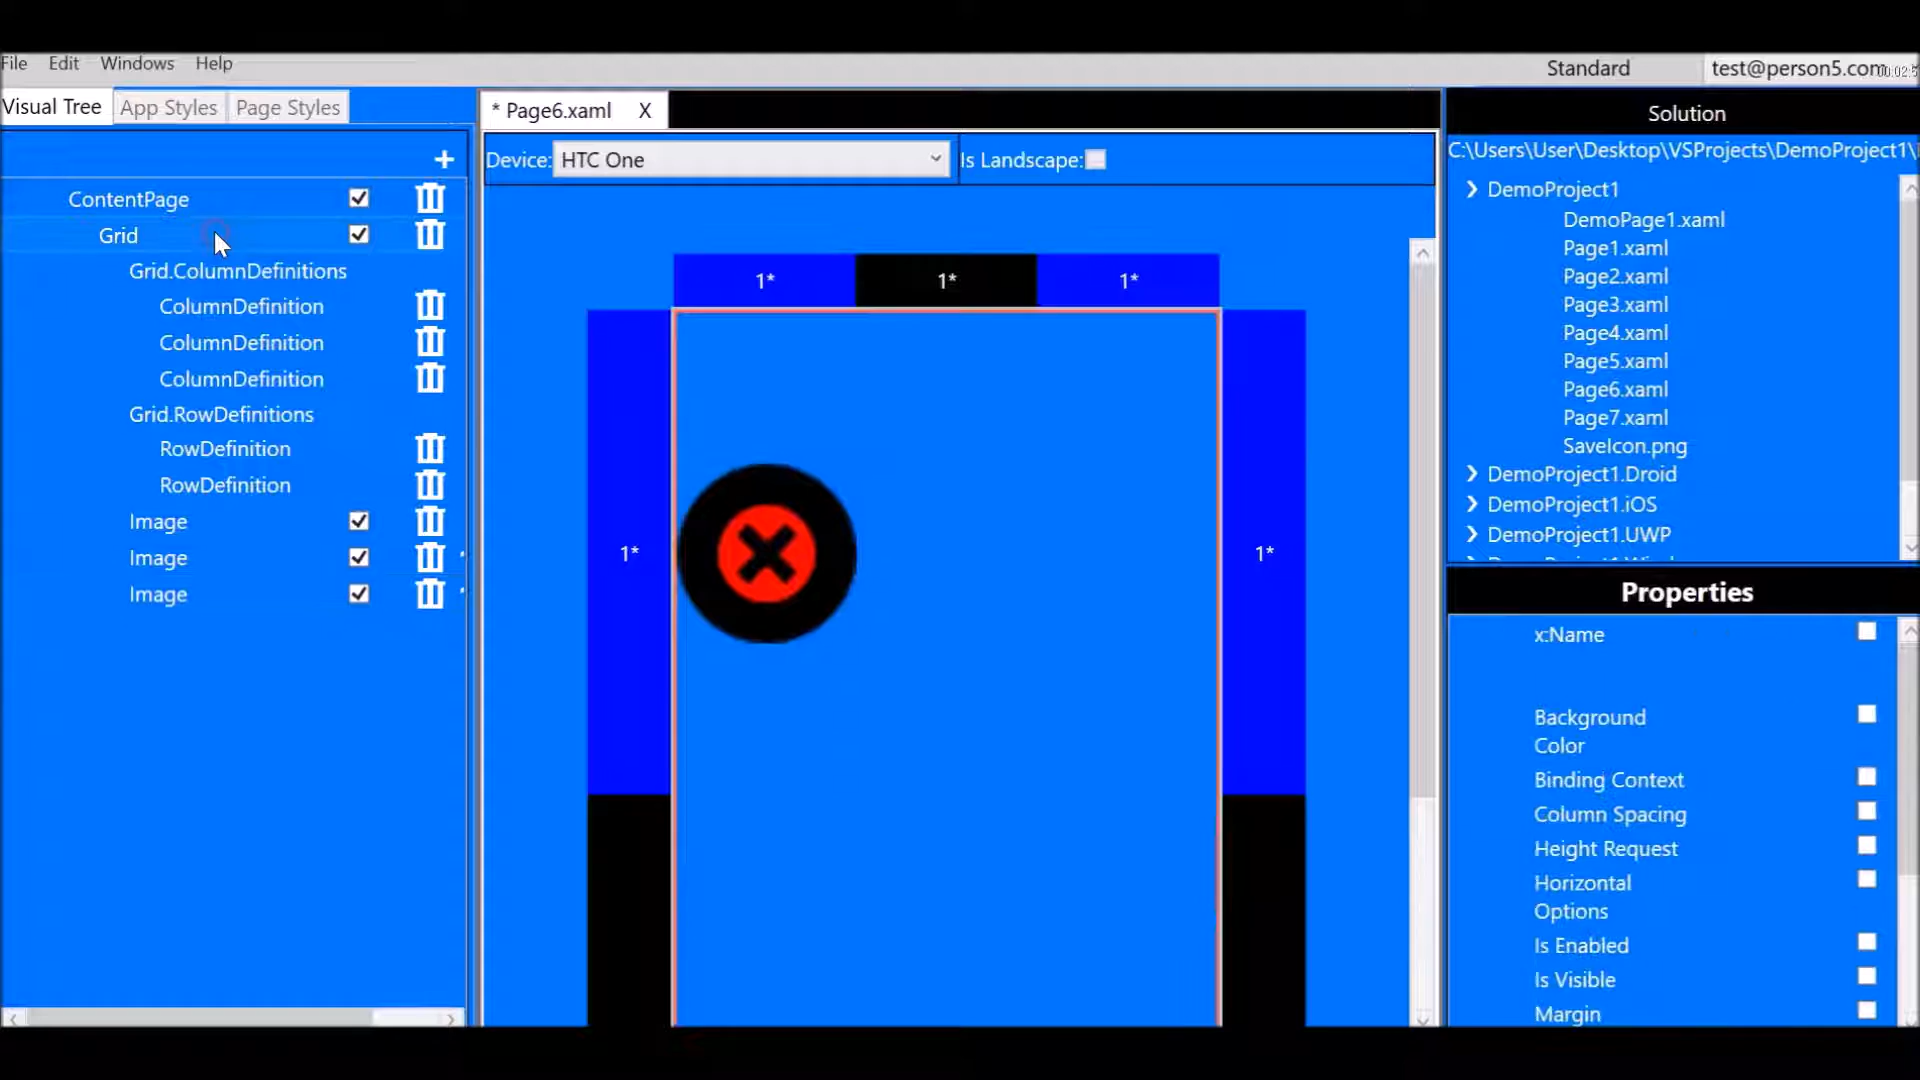 File Edit Windows Help
Standard test@person5.com
Visual Tree App Styles Page Styles
* Page6.xaml X
Solution
+
Device: HTC One Is Landscape:
C:\Users\User\Desktop\VSProjects\DemoProject1\
ContentPage
Grid
Grid.ColumnDefinitions
ColumnDefinition
ColumnDefinition
ColumnDefinition
Grid.RowDefinitions
RowDefinition
RowDefinition
Image
Image
Image
1* 1* 1*
1* 1*
DemoProject1
DemoPage1.xaml
Page1.xaml
Page2.xaml
Page3.xaml
Page4.xaml
Page5.xaml
Page6.xaml
Page7.xaml
SaveIcon.png
DemoProject1.Droid
DemoProject1.iOS
DemoProject1.UWP
Properties
x:Name
Background
Color
Binding Context
Column Spacing
Height Request
Horizontal
Options
Is Enabled
Is Visible
Margin